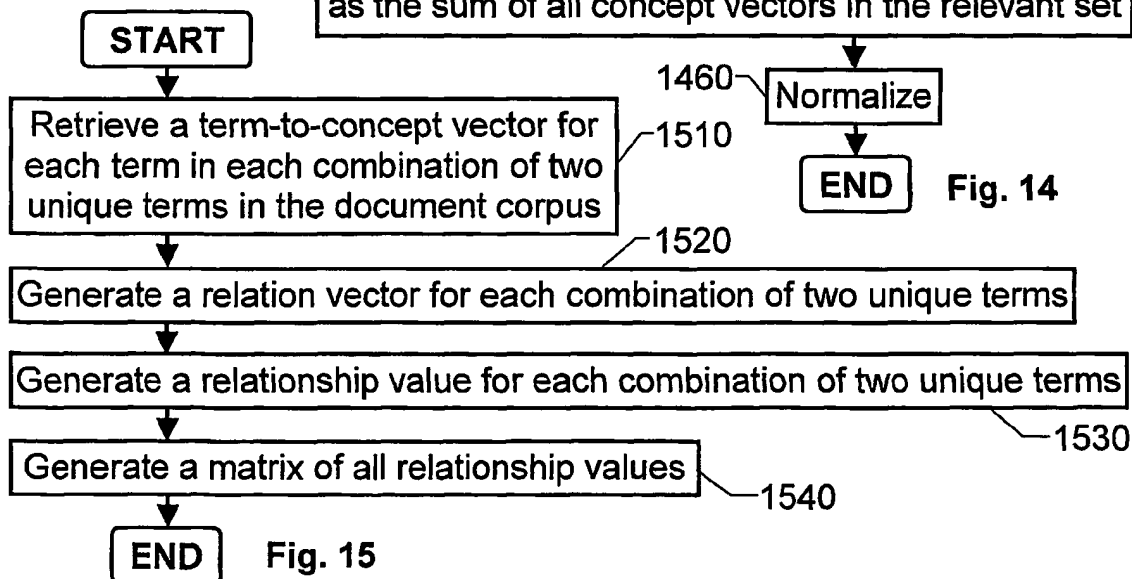 as the sum of all concept vectors in the relevant set
1460
Normalize
END
Fig. 14
START
Retrieve a term-to-concept vector for
each term in each combination of two
unique terms in the document corpus
1510
1520
Generate a relation vector for each combination of two unique terms
Generate a relationship value for each combination of two unique terms
1530
Generate a matrix of all relationship values
1540
END
Fig. 15